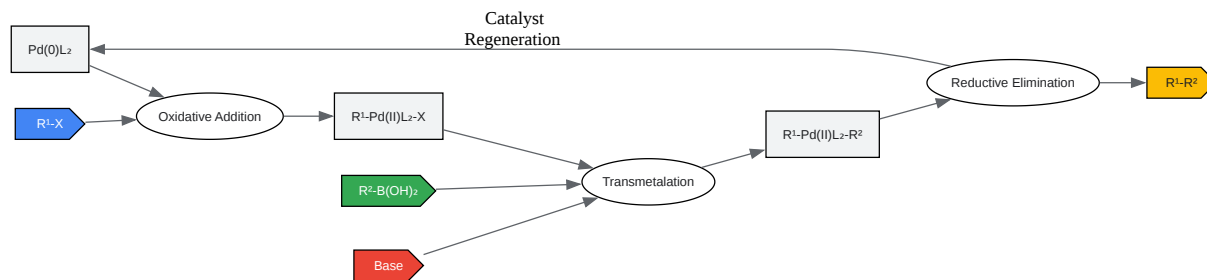 Catalyst
Regeneration
Pd(0)L₂
R¹-X
Oxidative Addition
R¹-Pd(II)L₂-X
R²-B(OH)₂
Base
Transmetalation
R¹-Pd(II)L₂-R²
Reductive Elimination
R¹-R²